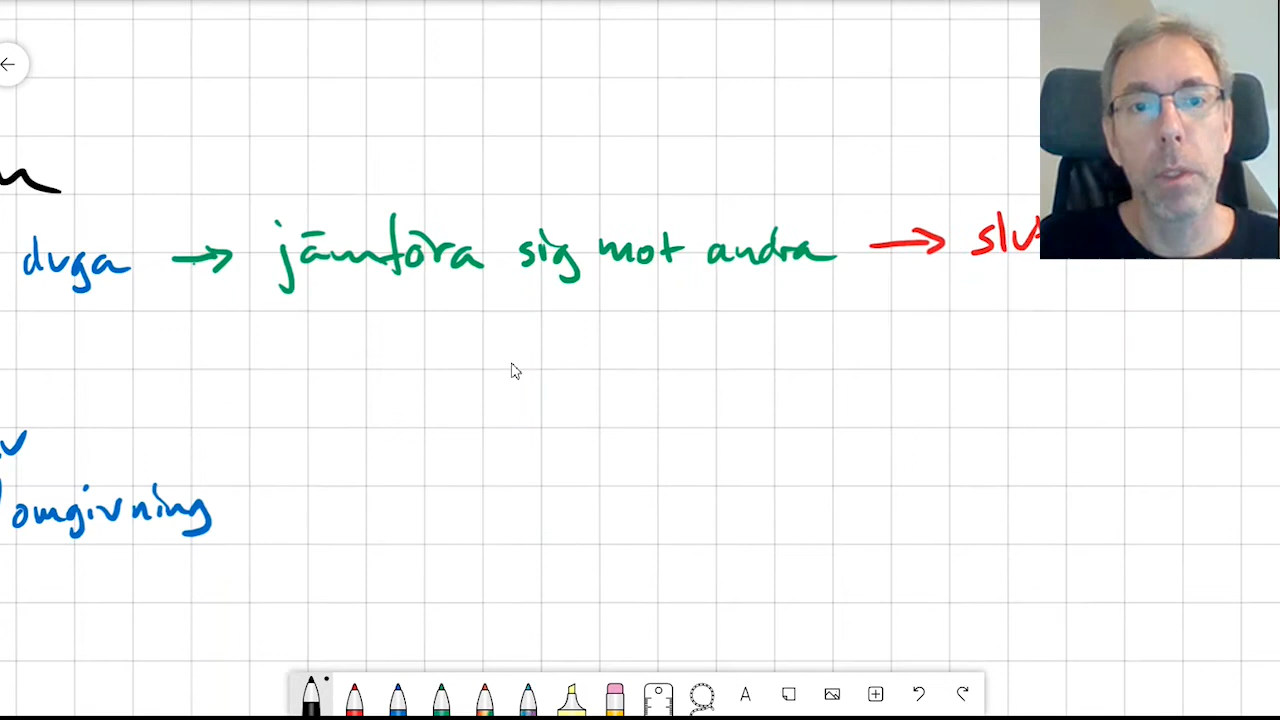 duga → jämföra sig mot andra →
omgivning
A